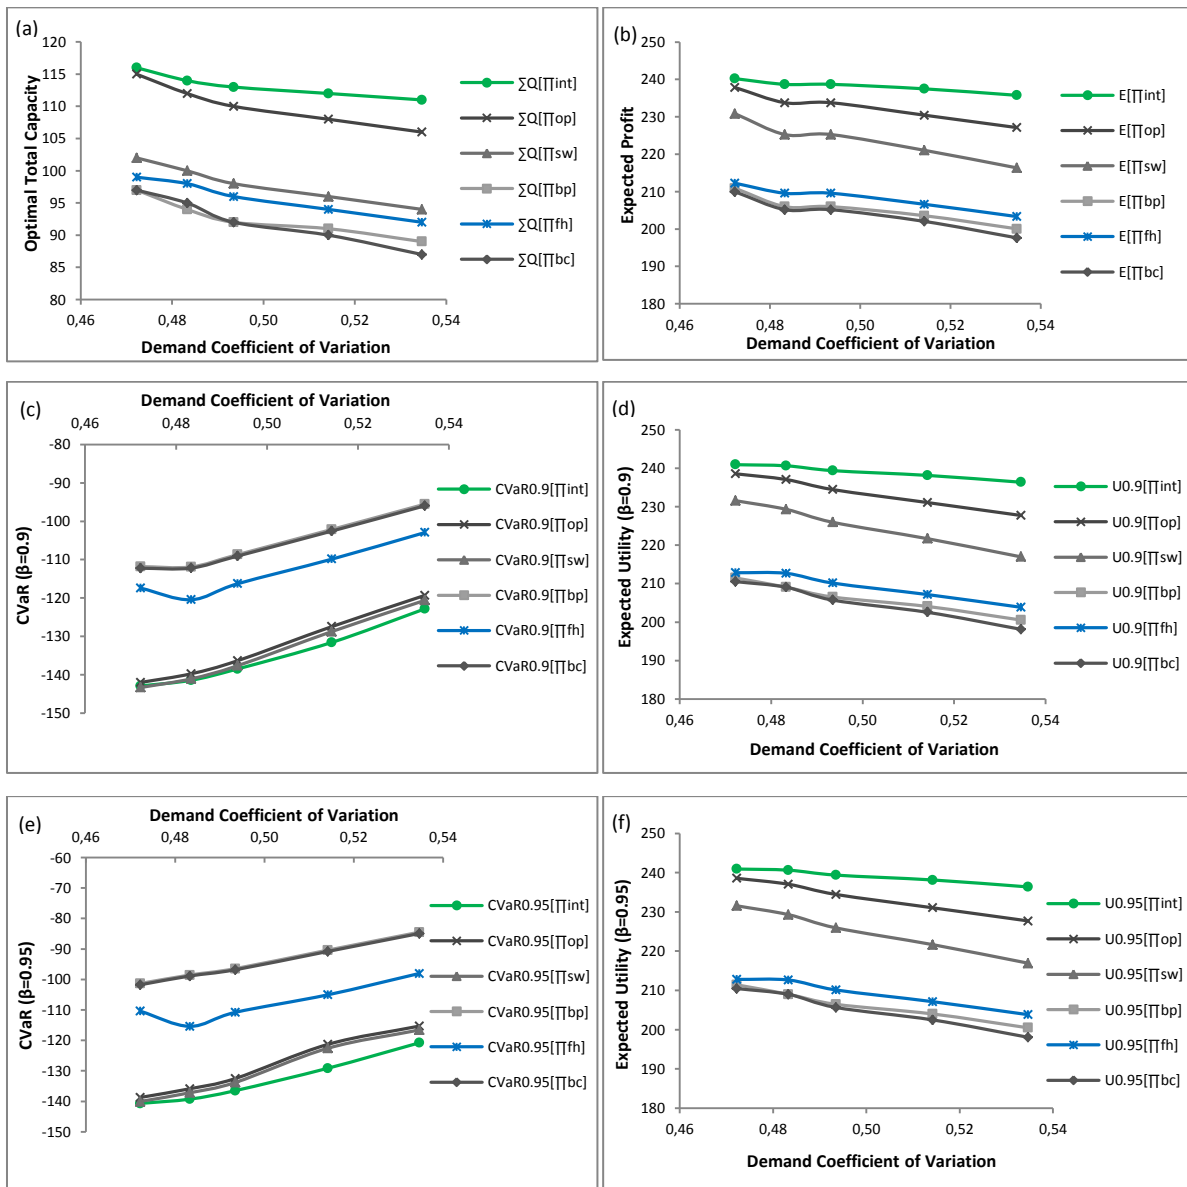 (a)
120
115
110
105
100
95
90
85
80
Optimal Total Capacity
0,46
0,48
0,50
0,52
0,54
Demand Coefficient of Variation
∑Q[∏int]
∑Q[∏op]
∑Q[∏sw]
∑Q[∏bp]
∑Q[∏fh]
∑Q[∏bc]
(b)
250
240
230
220
210
200
190
180
Expected Profit
0,46
0,48
0,50
0,52
0,54
Demand Coefficient of Variation
E[∏int]
E[∏op]
E[∏sw]
E[∏bp]
E[∏fh]
E[∏bc]
(c)
Demand Coefficient of Variation
0,46
0,48
0,50
0,52
0,54
-80
-90
-100
-110
-120
-130
-140
-150
CVaR (β=0.9)
CVaR0.9[∏int]
CVaR0.9[∏op]
CVaR0.9[∏sw]
CVaR0.9[∏bp]
CVaR0.9[∏fh]
CVaR0.9[∏bc]
(d)
250
240
230
220
210
200
190
180
Expected Utility (β=0.9)
0,46
0,48
0,50
0,52
0,54
Demand Coefficient of Variation
U0.9[∏int]
U0.9[∏op]
U0.9[∏sw]
U0.9[∏bp]
U0.9[∏fh]
U0.9[∏bc]
(e)
Demand Coefficient of Variation
0,46
0,48
0,50
0,52
0,54
-60
-70
-80
-90
-100
-110
-120
-130
-140
-150
CVaR (β=0.95)
CVaR0.95[∏int]
CVaR0.95[∏op]
CVaR0.95[∏sw]
CVaR0.95[∏bp]
CVaR0.95[∏fh]
CVaR0.95[∏bc]
(f)
250
240
230
220
210
200
190
180
Expected Utility (β=0.95)
0,46
0,48
0,50
0,52
0,54
Demand Coefficient of Variation
U0.95[∏int]
U0.95[∏op]
U0.95[∏sw]
U0.95[∏bp]
U0.95[∏fh]
U0.95[∏bc]